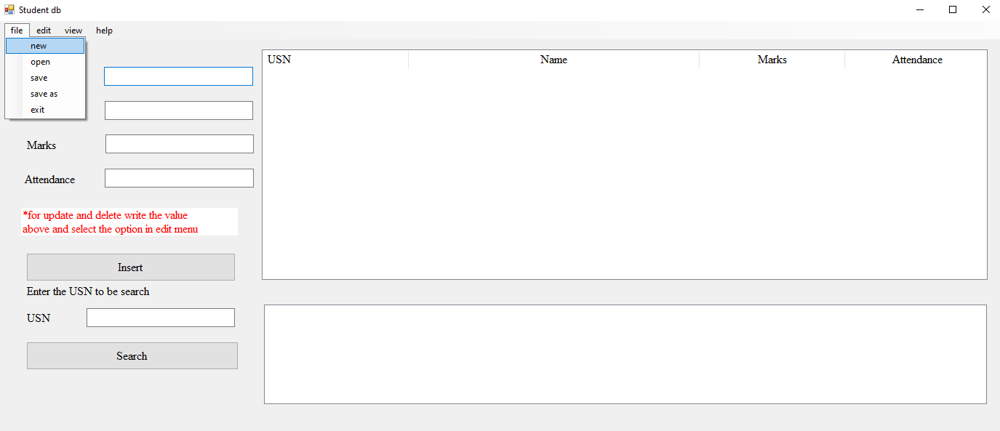 Student db
file edit view help
new
open
save
save as
exit
USN Name Marks Attendance
Marks
Attendance
*for update and delete write the value
above and select the option in edit menu
Insert
Enter the USN to be search
USN
Search